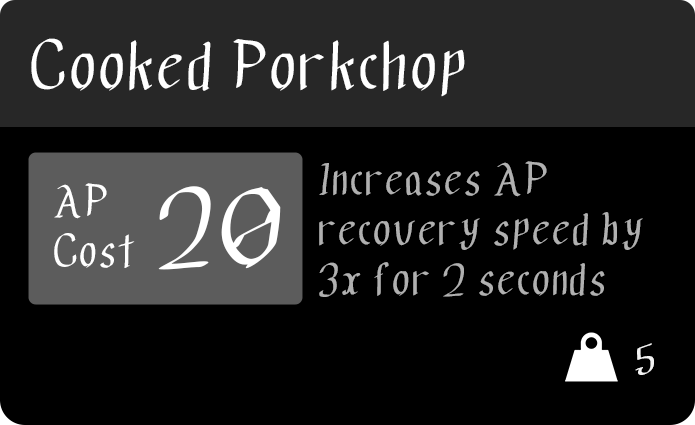 Cooked Porkchop
AP
Cost
20
Increases AP
recovery speed by
3x for 2 seconds
5